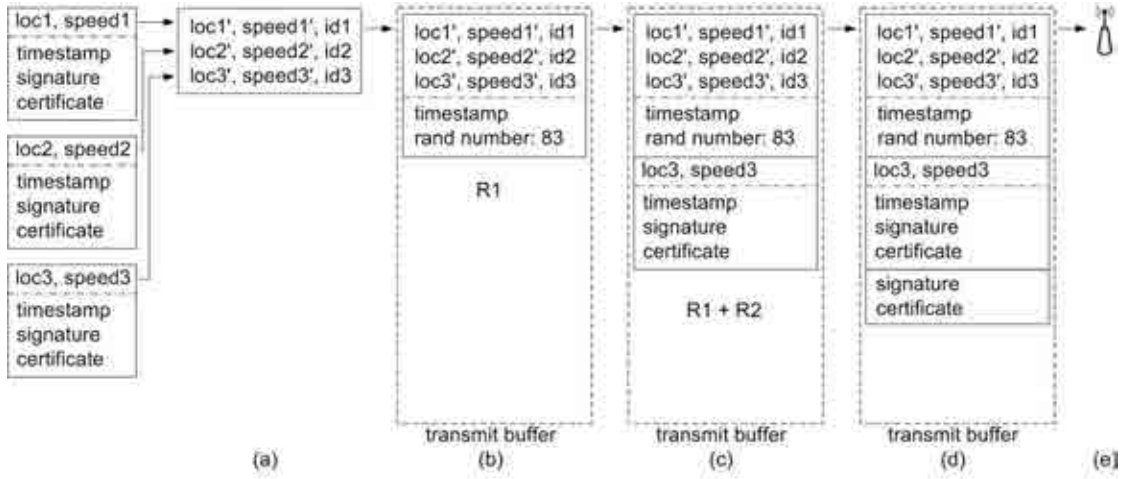 loc1, speed1
timestamp
signature
certificate
loc2, speed2
timestamp
signature
certificate
loc3, speed3
timestamp
signature
certificate
loc1', speed1', id1
loc2', speed2', id2
loc3', speed3', id3
(a)
loc1', speed1', id1
loc2', speed2', id2
loc3', speed3', id3
timestamp
rand number: 83
R1
transmit buffer
(b)
loc1', speed1', id1
loc2', speed2', id2
loc3', speed3', id3
timestamp
rand number: 83
loc3, speed3
timestamp
signature
certificate
R1 + R2
transmit buffer
(c)
loc1', speed1', id1
loc2', speed2', id2
loc3', speed3', id3
timestamp
rand number: 83
loc3, speed3
timestamp
signature
certificate
signature
certificate
transmit buffer
(d)
(e]